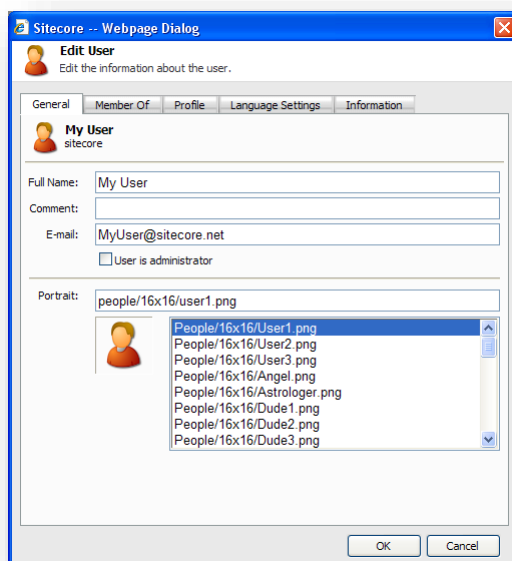 Sitecore -- Webpage Dialog
Edit User
Edit the information about the user.
General Member Of Profile Language Settings Information
My User
sitecore
Full Name: My User
Comment:
E-mail: MyUser@sitecore.net
User is administrator
Portrait: people/16x16/user1.png
People/16x16/User1.png
People/16x16/User2.png
People/16x16/User3.png
People/16x16/Angel.png
People/16x16/Astrologer.png
People/16x16/Dude1.png
People/16x16/Dude2.png
People/16x16/Dude3.png
OK Cancel